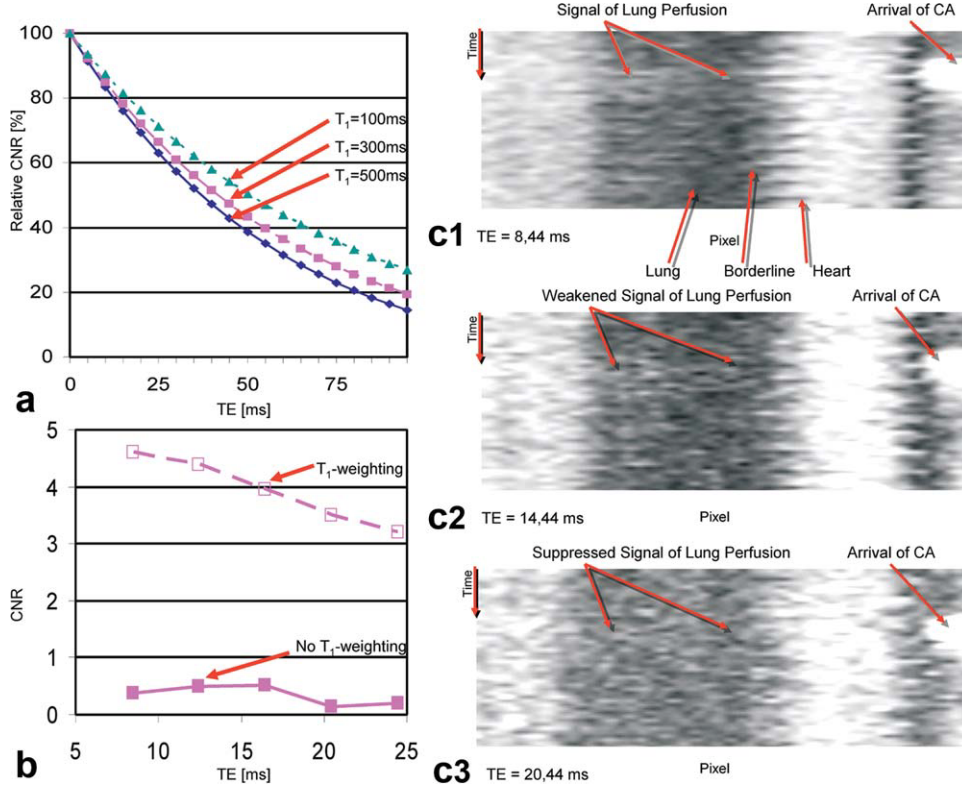 100
80
60
40
20
0
Relative CNR [%]
T1=100ms
T1=300ms
T1=500ms
0 25 50 75
TE [ms]
a
5
4
3
2
1
0
CNR
T1-weighting
No T1-weighting
5 10 15 20 25
TE [ms]
b
Signal of Lung Perfusion
Arrival of CA
Time
c1
TE = 8,44 ms
Pixel
Lung
Borderline
Heart
Weakened Signal of Lung Perfusion
Arrival of CA
Time
c2
TE = 14,44 ms
Pixel
Suppressed Signal of Lung Perfusion
Arrival of CA
Time
c3
TE = 20,44 ms
Pixel